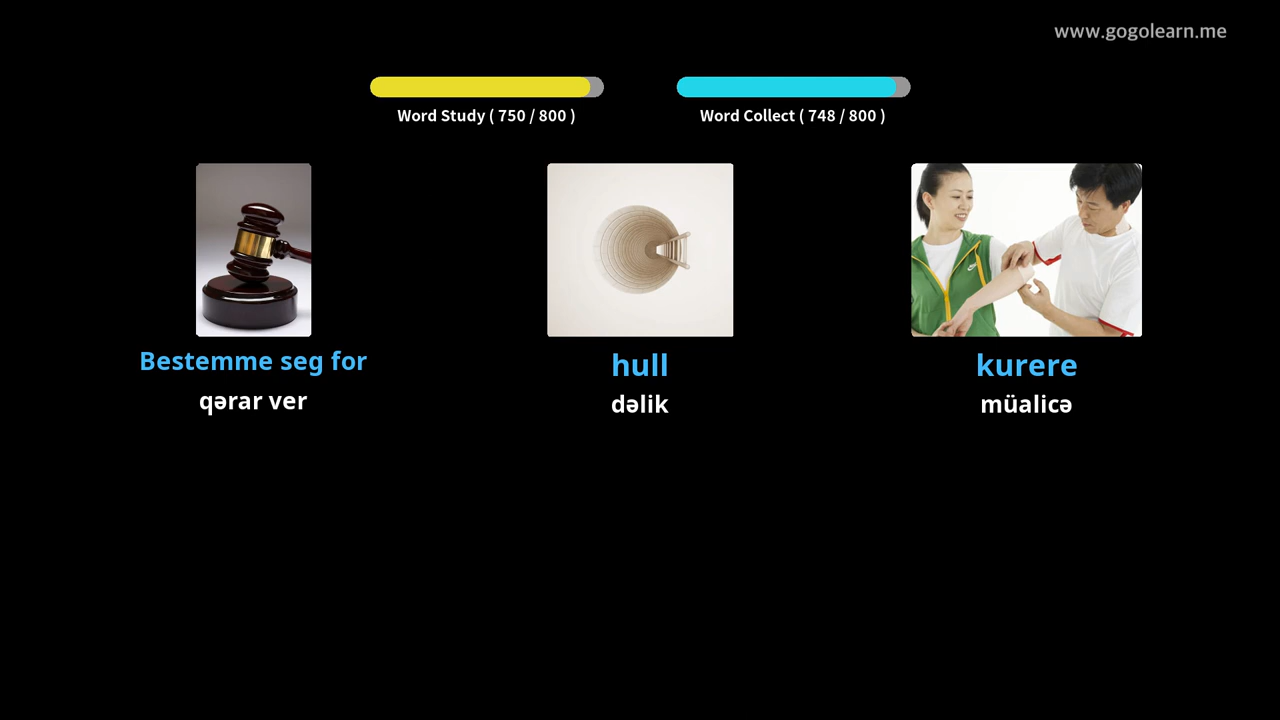 www.gogolearn.me
Word Study ( 750 / 800 )
Word Collect ( 748 / 800 )
Bestemme seg for
hull
kurere
qərar ver
dəlik
müalicə